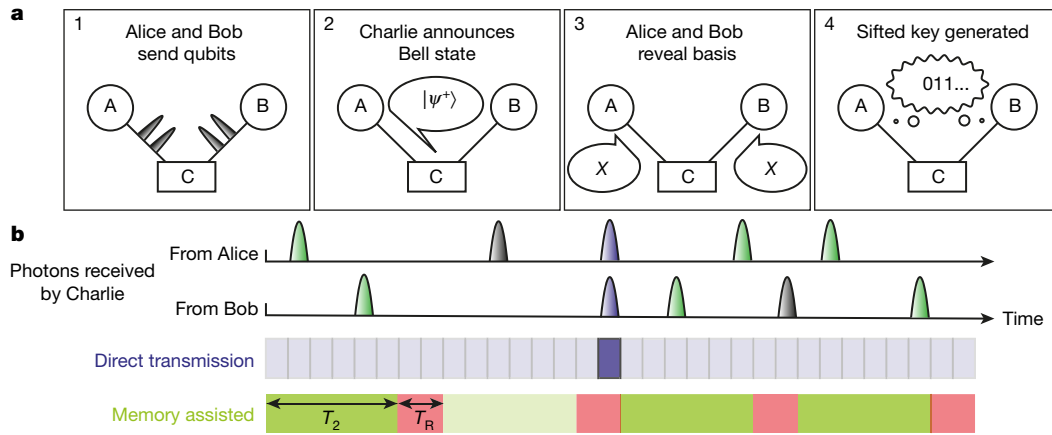 a
1
Alice and Bob
send qubits
A
B
C
2
Charlie announces
Bell state
A
|ψ⁺⟩
B
C
3
Alice and Bob
reveal basis
A
B
X
C
X
4
Sifted key generated
011...
A
B
C
b
Photons received
by Charlie
From Alice
From Bob
Time
Direct transmission
Memory assisted
T₂
T_R